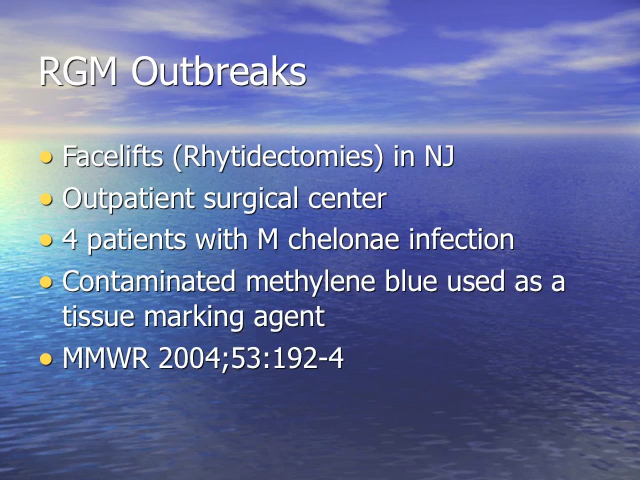 RGM Outbreaks
• Facelifts (Rhytidectomies) in NJ
• Outpatient surgical center
• 4 patients with M chelonae infection
• Contaminated methylene blue used as a
tissue marking agent
• MMWR 2004;53:192-4